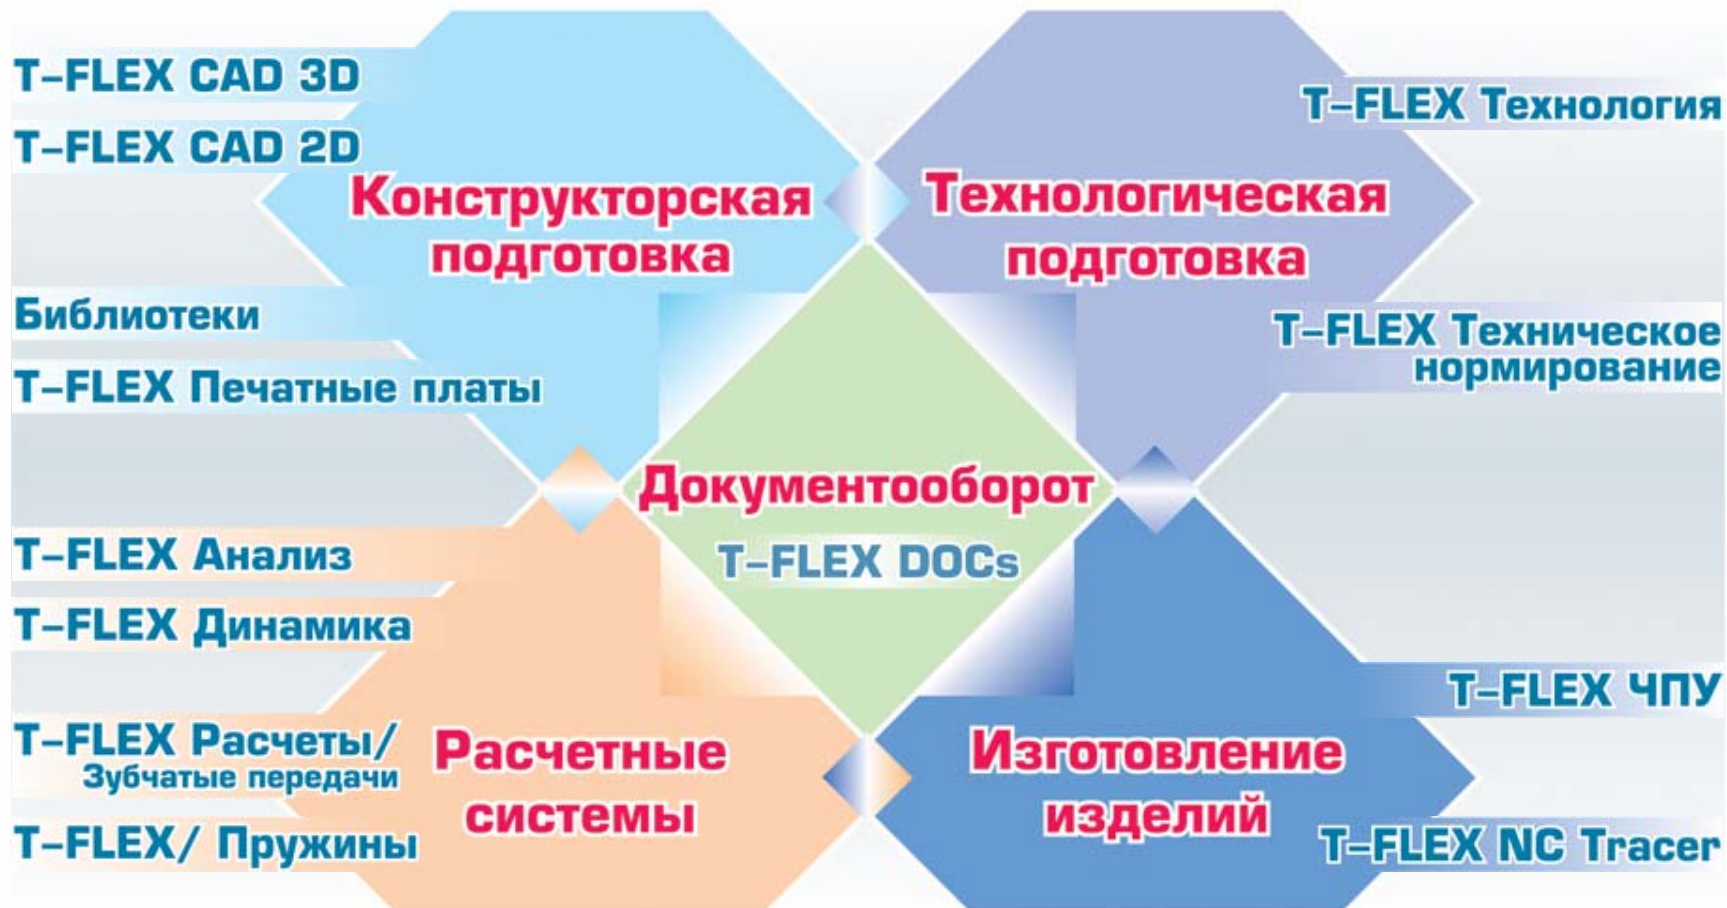 T-FLEX CAD 3D
T-FLEX CAD 2D
Конструкторская
подготовка
Библиотеки
T-FLEX Печатные платы
T-FLEX Технология
Технологическая
подготовка
T-FLEX Техническое
нормирование
Документооборот
T-FLEX DOCs
T-FLEX Анализ
T-FLEX Динамика
T-FLEX Расчеты/
Зубчатые передачи
T-FLEX/ Пружины
Расчетные
системы
T-FLEX ЧПУ
Изготовление
изделий
T-FLEX NC Tracer